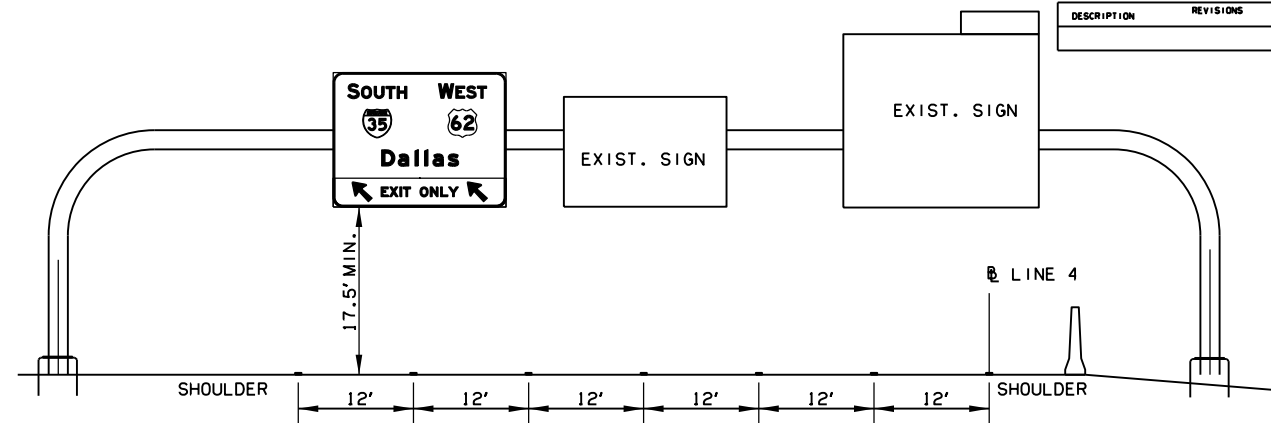 DESCRIPTION REVISIONS
SOUTH WEST
35 62
Dallas
EXIT ONLY
EXIST. SIGN
EXIST. SIGN
17.5' MIN.
℄ LINE 4
SHOULDER SHOULDER
12' 12' 12' 12' 12' 12'